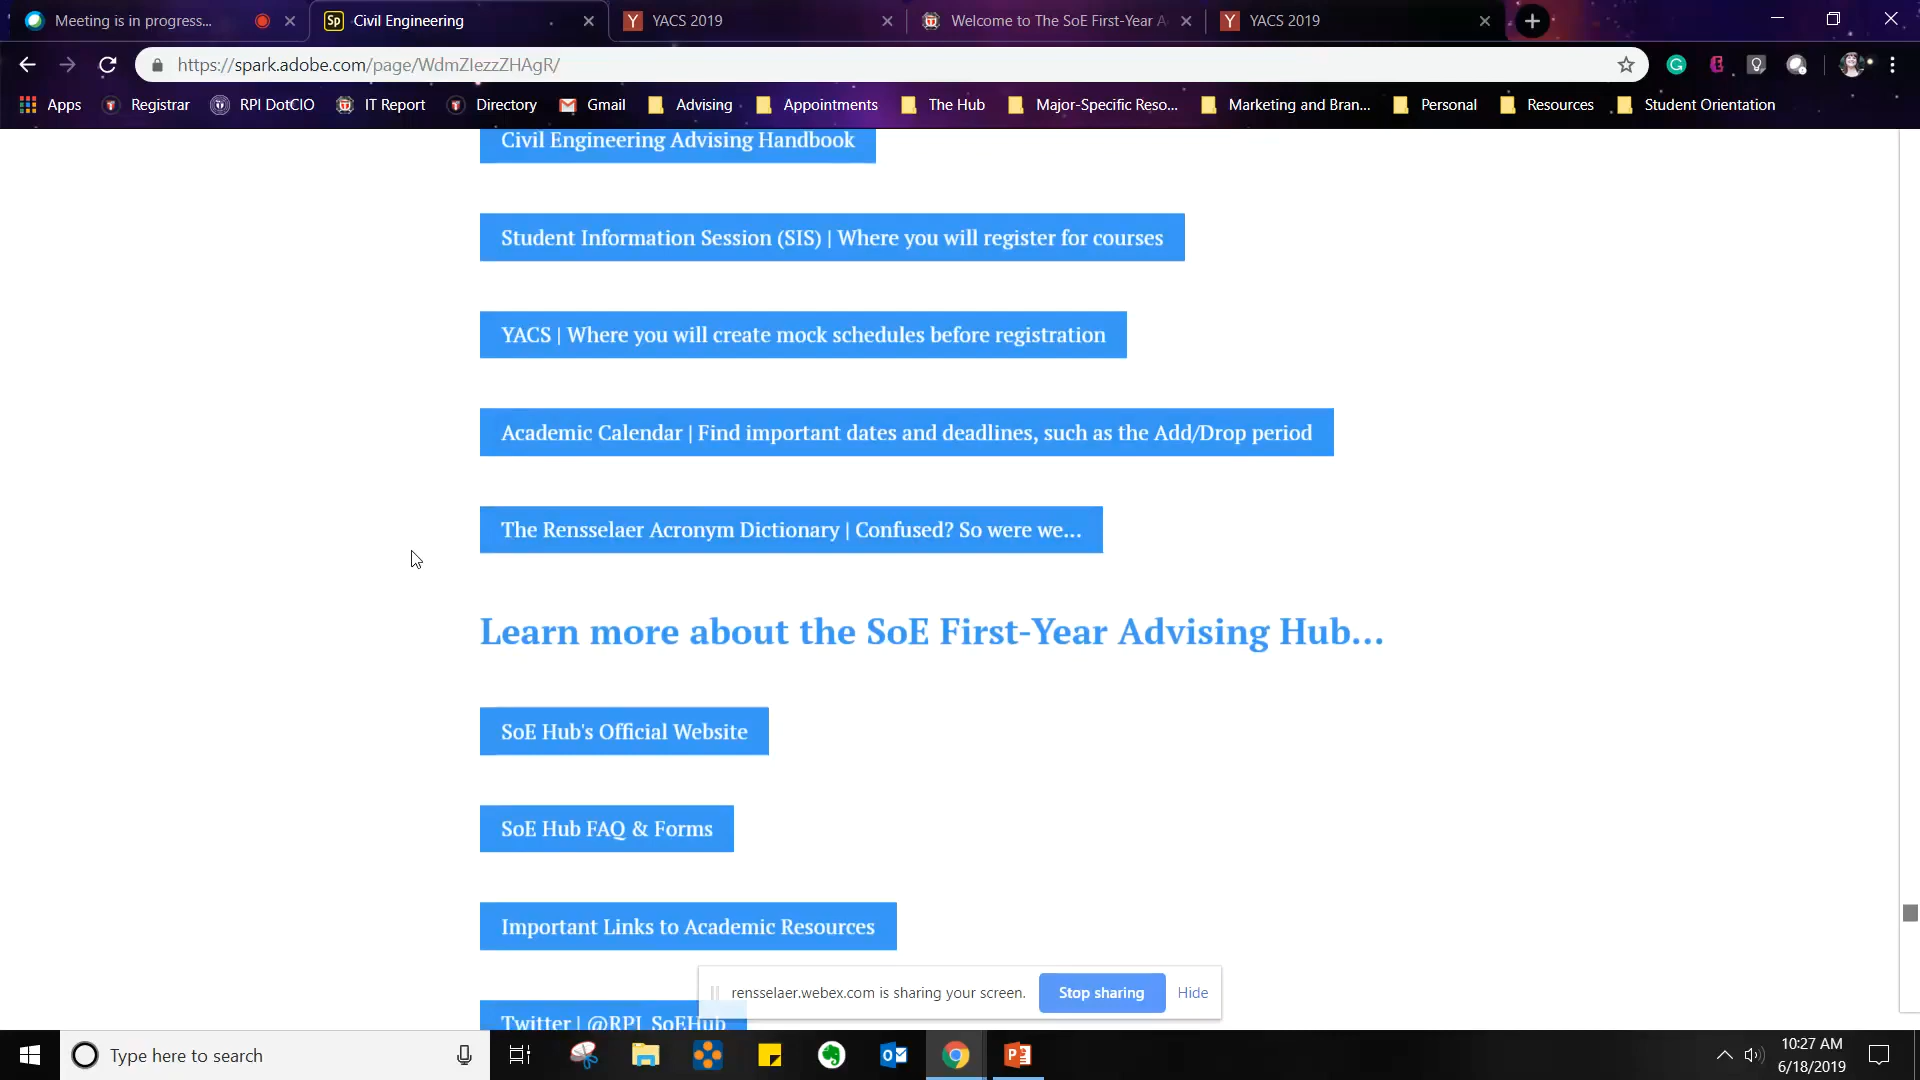 Meeting is in progress...
Civil Engineering
YACS 2019
Welcome to The SoE First-Year A
YACS 2019
https://spark.adobe.com/page/WdmZIezzZHAgR/
Apps
Registrar
RPI DotCIO
IT Report
Directory
Gmail
Advising
Appointments
The Hub
Major-Specific Reso...
Marketing and Bran...
Personal
Resources
Student Orientation
Civil Engineering Advising Handbook
Student Information Session (SIS) | Where you will register for courses
YACS | Where you will create mock schedules before registration
Academic Calendar | Find important dates and deadlines, such as the Add/Drop period
The Rensselaer Acronym Dictionary | Confused? So were we...
Learn more about the SoE First-Year Advising Hub...
SoE Hub's Official Website
SoE Hub FAQ & Forms
Important Links to Academic Resources
rensselaer.webex.com is sharing your screen.
Stop sharing
Hide
Twitter | @RPI_SoEHub
Type here to search
10:27 AM
6/18/2019